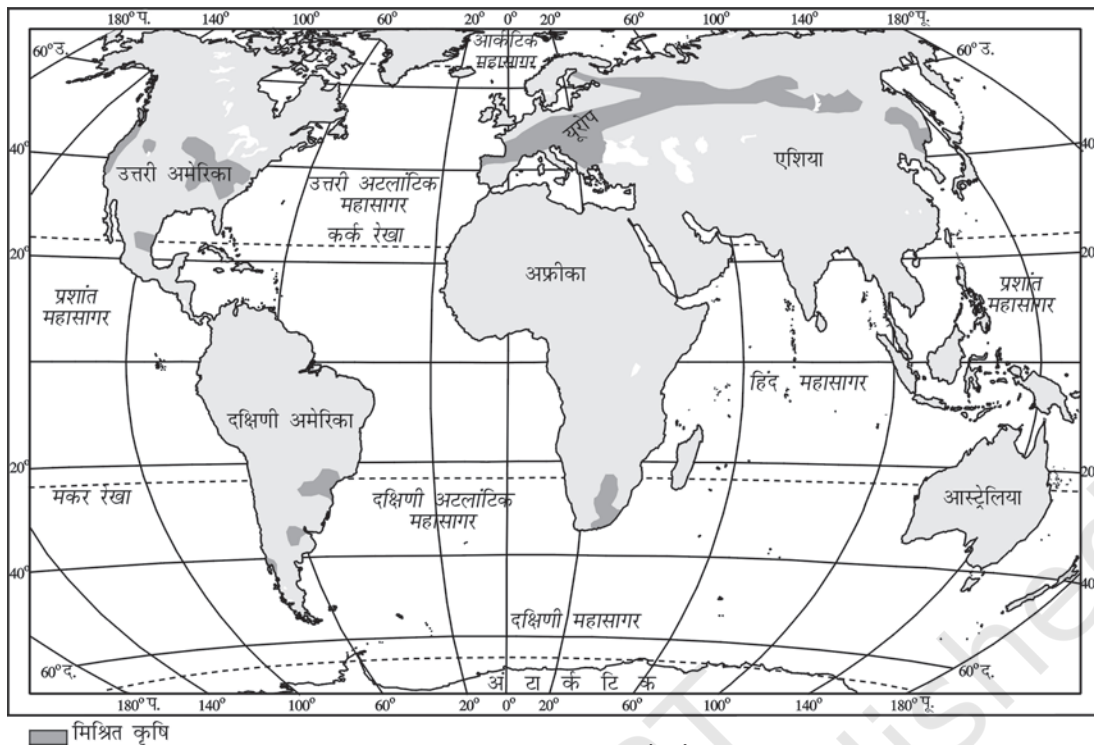 180° प. 140° 100° 60° 20° 0° 20° 60° 100° 140° 180° पू.
60° उ.
आर्कटिक
महासागर
60° उ.
यूरोप
40°
उत्तरी अमेरिका
एशिया
40°
उत्तरी अटलांटिक
महासागर
कर्क रेखा
20°
20°
अफ्रीका
प्रशांत
महासागर
प्रशांत
महासागर
हिंद महासागर
दक्षिणी अमेरिका
20°
20°
मकर रेखा
दक्षिणी अटलांटिक
महासागर
आस्ट्रेलिया
40°
40°
दक्षिणी महासागर
60° द.
60° द.
अंटार्कटिक
180° प. 140° 100° 60° 20° 0° 20° 60° 100° 140° 180° पू.
मिश्रित कृषि